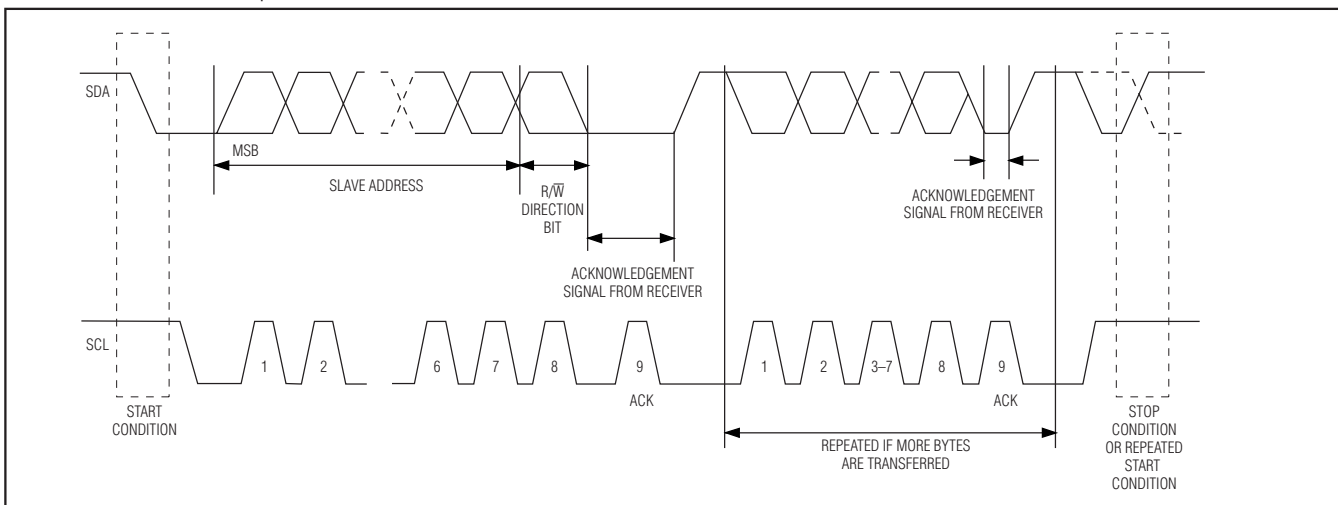 SDA
MSB
SLAVE ADDRESS
R/W̅
DIRECTION
BIT
ACKNOWLEDGEMENT
SIGNAL FROM RECEIVER
ACKNOWLEDGEMENT
SIGNAL FROM RECEIVER
SCL
1
2
6
7
8
9
1
2
3–7
8
9
ACK
ACK
START
CONDITION
REPEATED IF MORE BYTES
ARE TRANSFERRED
STOP
CONDITION
OR REPEATED
START
CONDITION